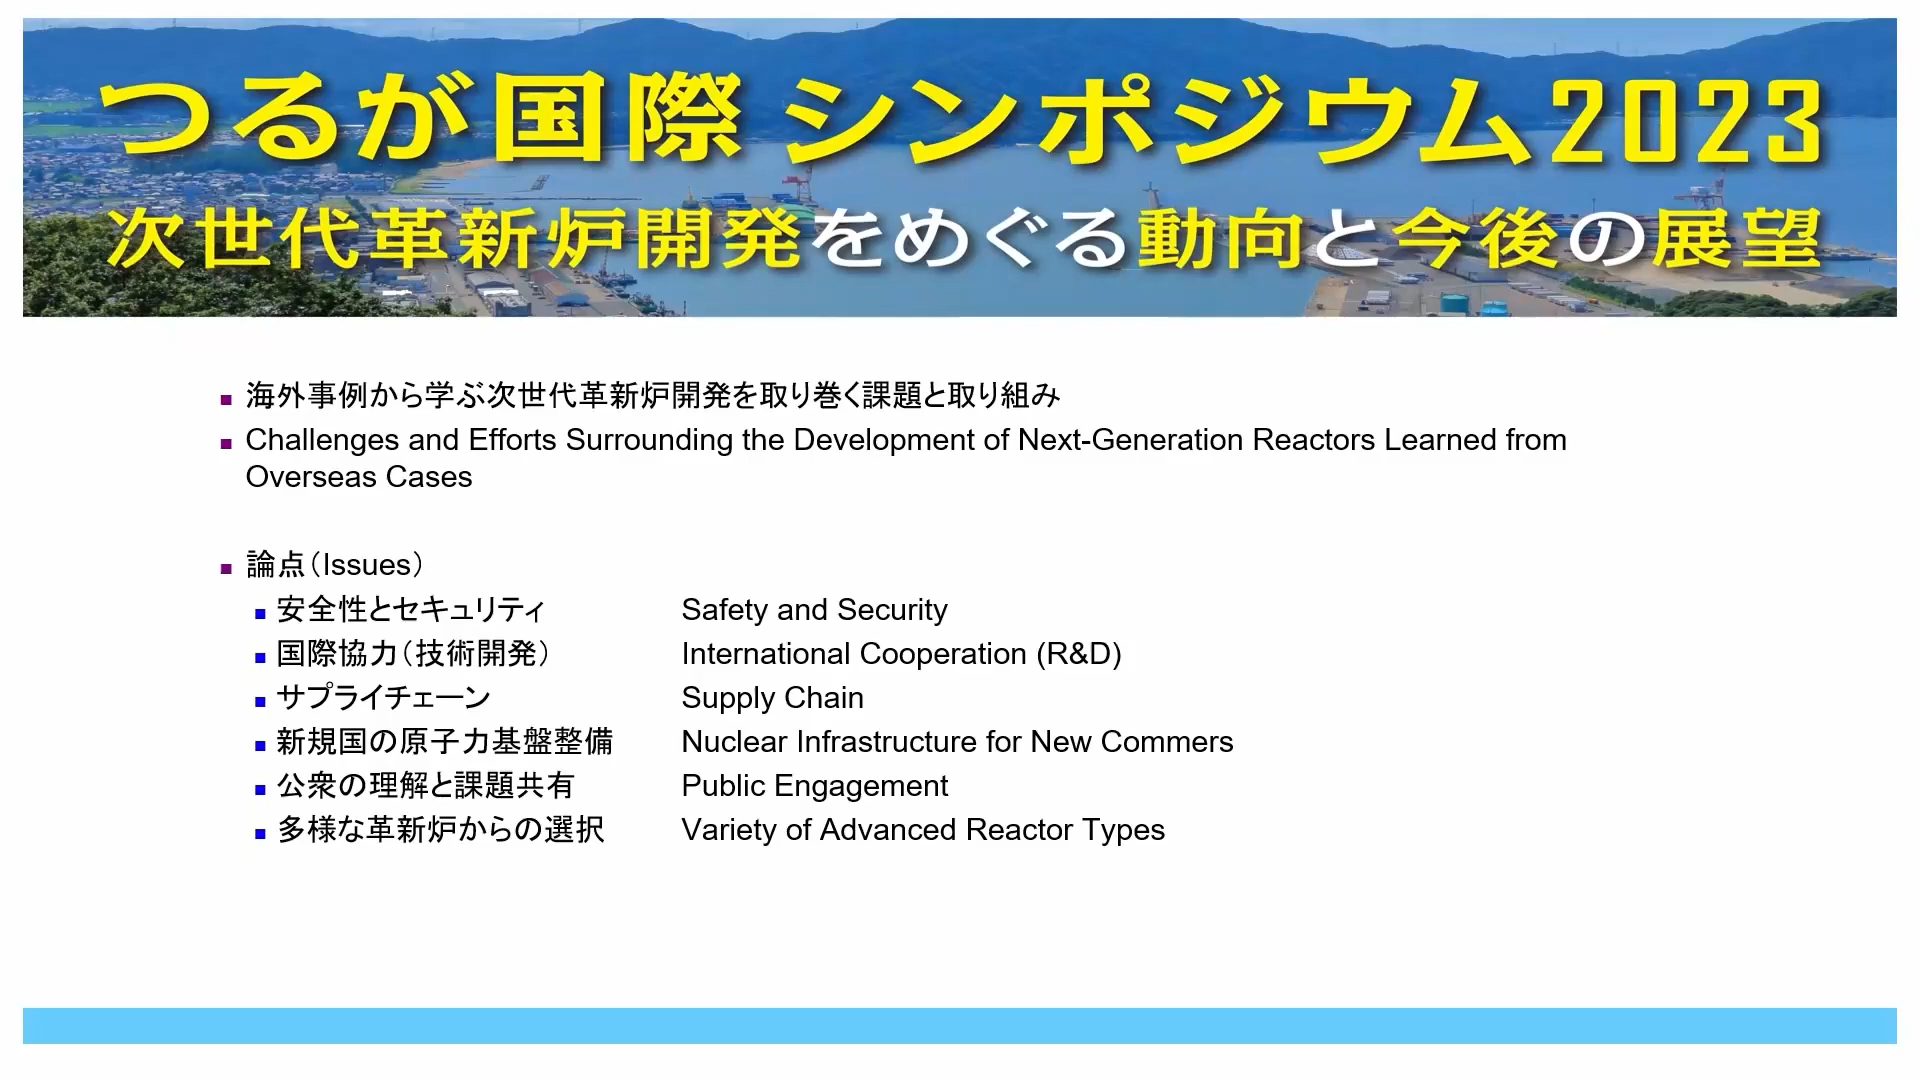 つるが国際 シンポジウム2023
次世代革新炉開発をめぐる動向と今後の展望
海外事例から学ぶ次世代革新炉開発を取り巻く課題と取り組み
Challenges and Efforts Surrounding the Development of Next-Generation Reactors Learned from
Overseas Cases
論点（Issues）
安全性とセキュリティ Safety and Security
国際協力（技術開発） International Cooperation (R&D)
サプライチェーン Supply Chain
新規国の原子力基盤整備 Nuclear Infrastructure for New Commers
公衆の理解と課題共有 Public Engagement
多様な革新炉からの選択 Variety of Advanced Reactor Types